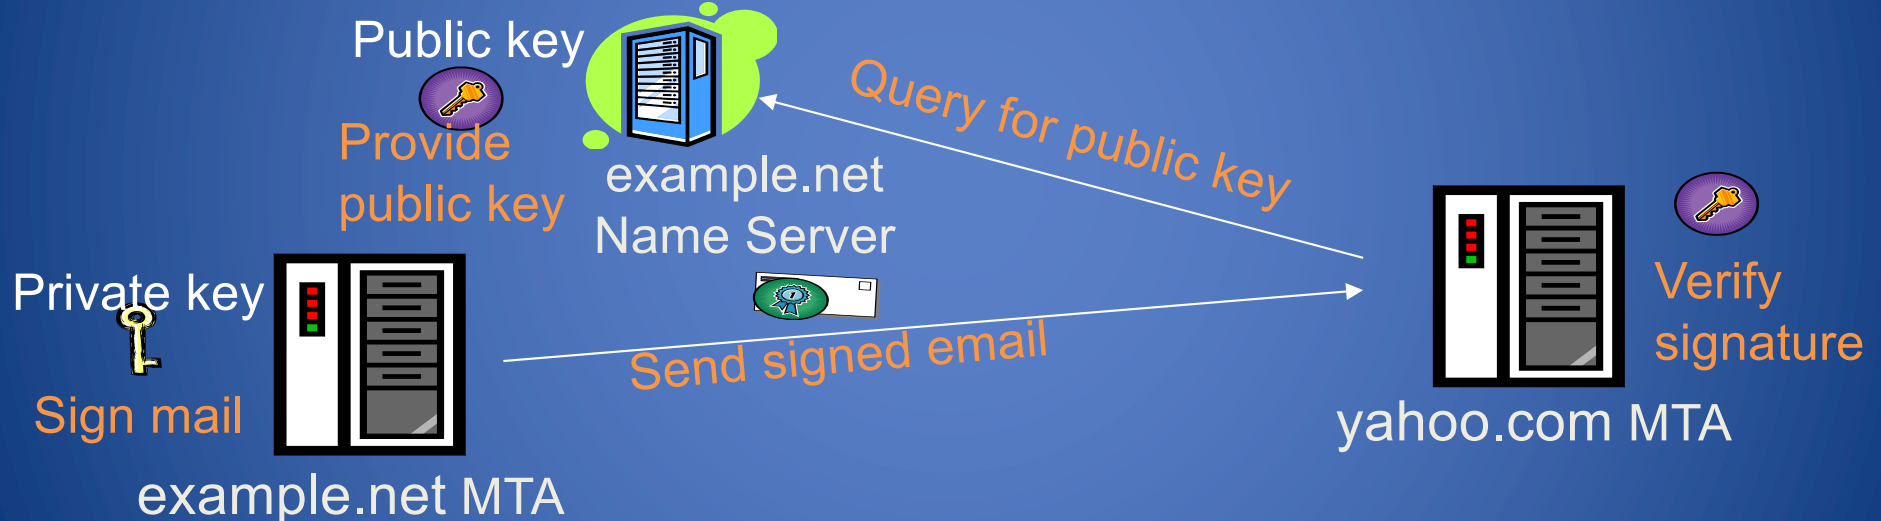 Public key
Provide
public key
example.net
Name Server
Query for public key
Private key
Sign mail
example.net MTA
Send signed email
Verify
signature
yahoo.com MTA